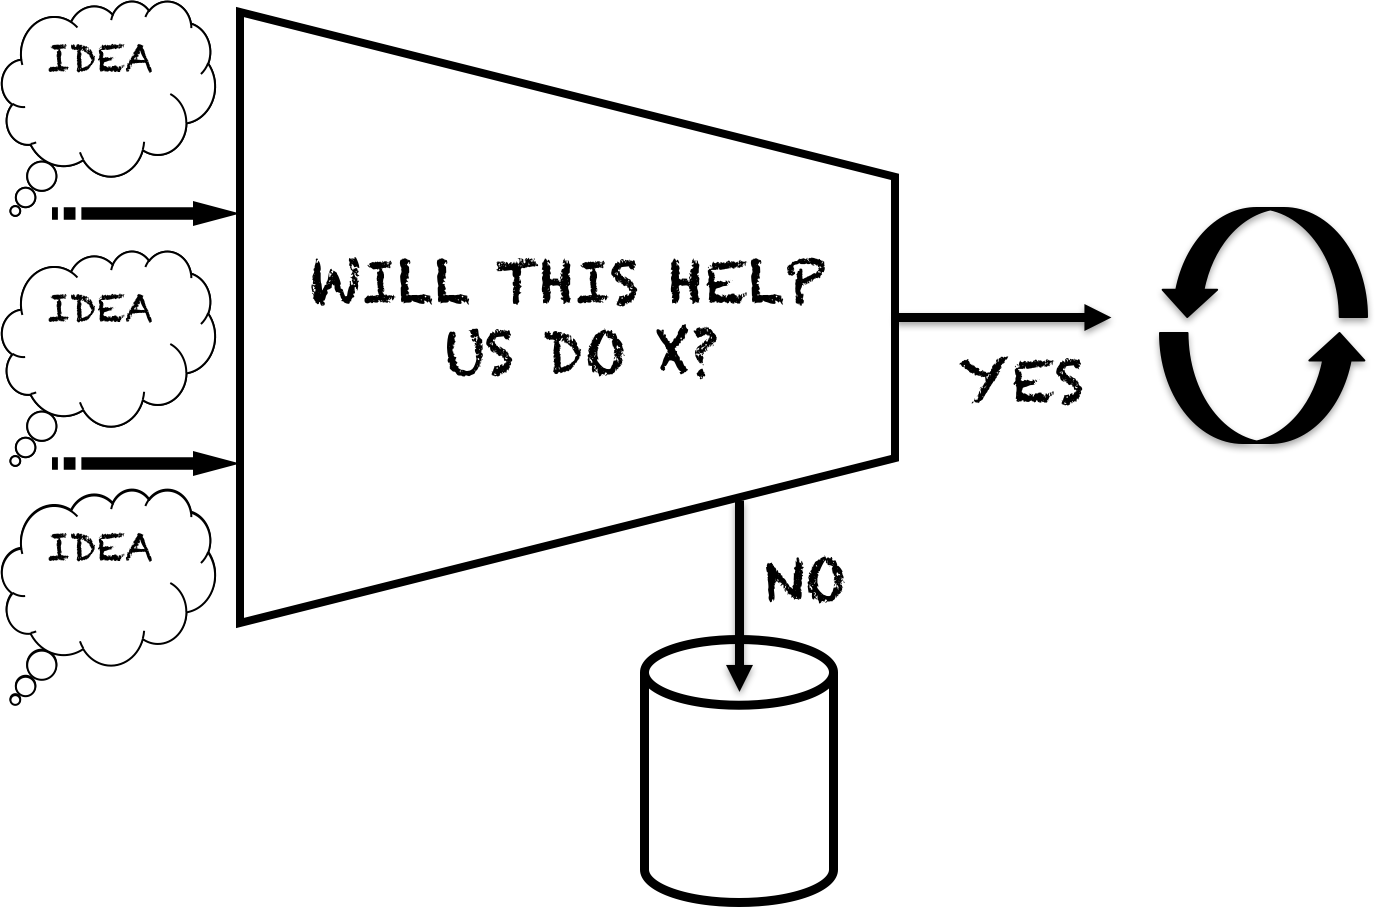 IDEA
IDEA
IDEA
WILL THIS HELP
US DO X?
YES
NO